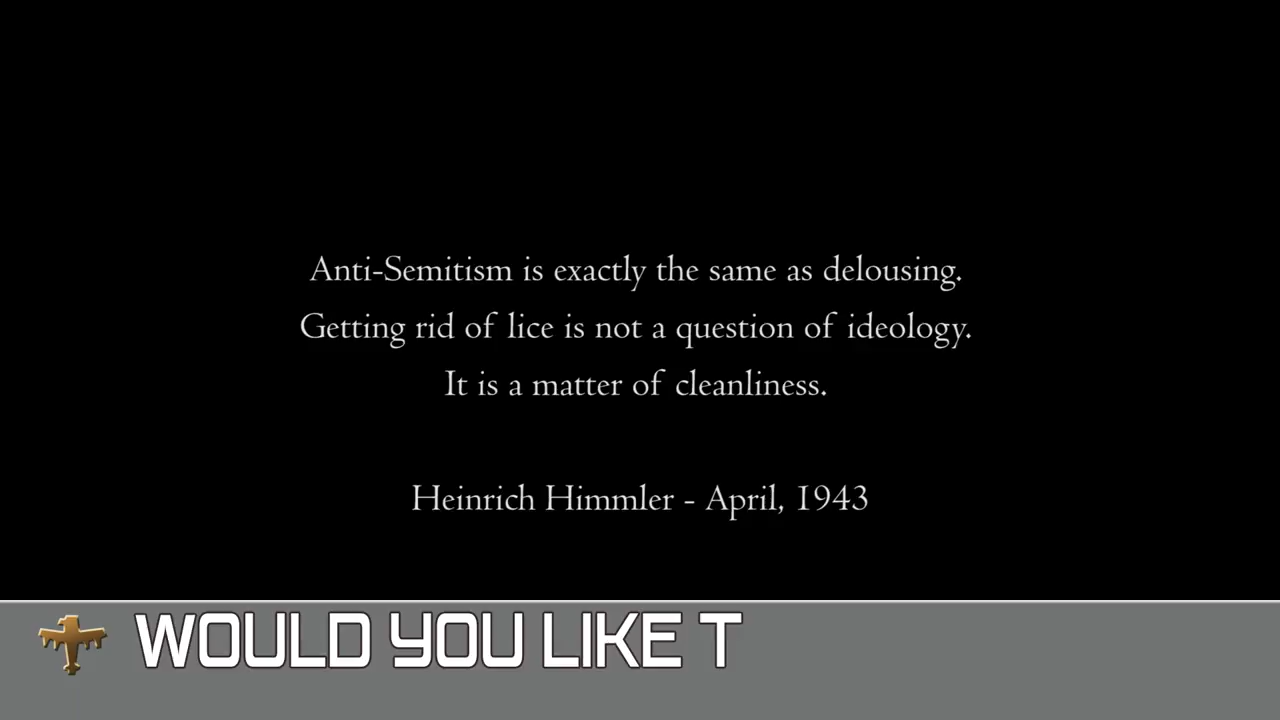 Anti-Semitism is exactly the same as delousing.
Getting rid of lice is not a question of ideology.
It is a matter of cleanliness.
Heinrich Himmler - April, 1943
WOULD YOU LIKE T